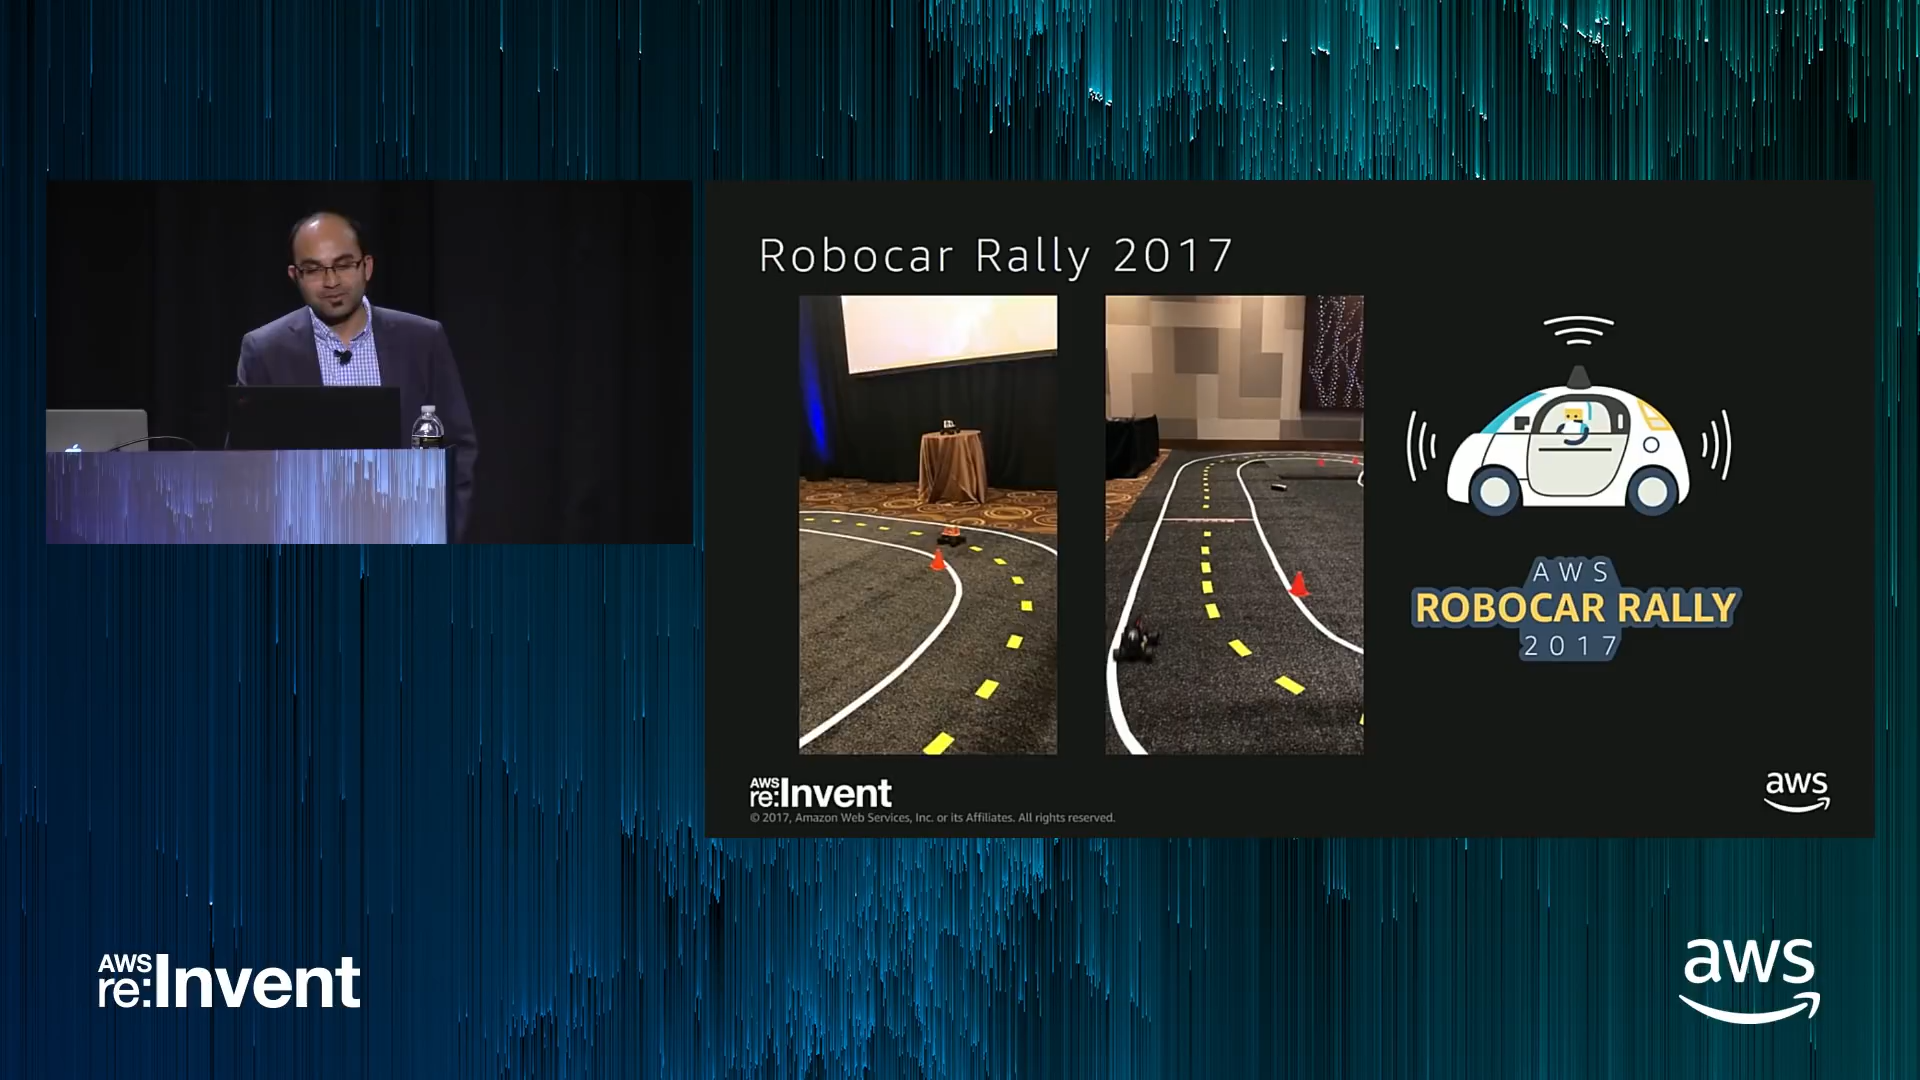 Robocar Rally 2017
AWS
ROBOCAR RALLY
2017
AWS
re:Invent
© 2017, Amazon Web Services, Inc. or its Affiliates. All rights reserved.
aws
AWS
re:Invent
aws